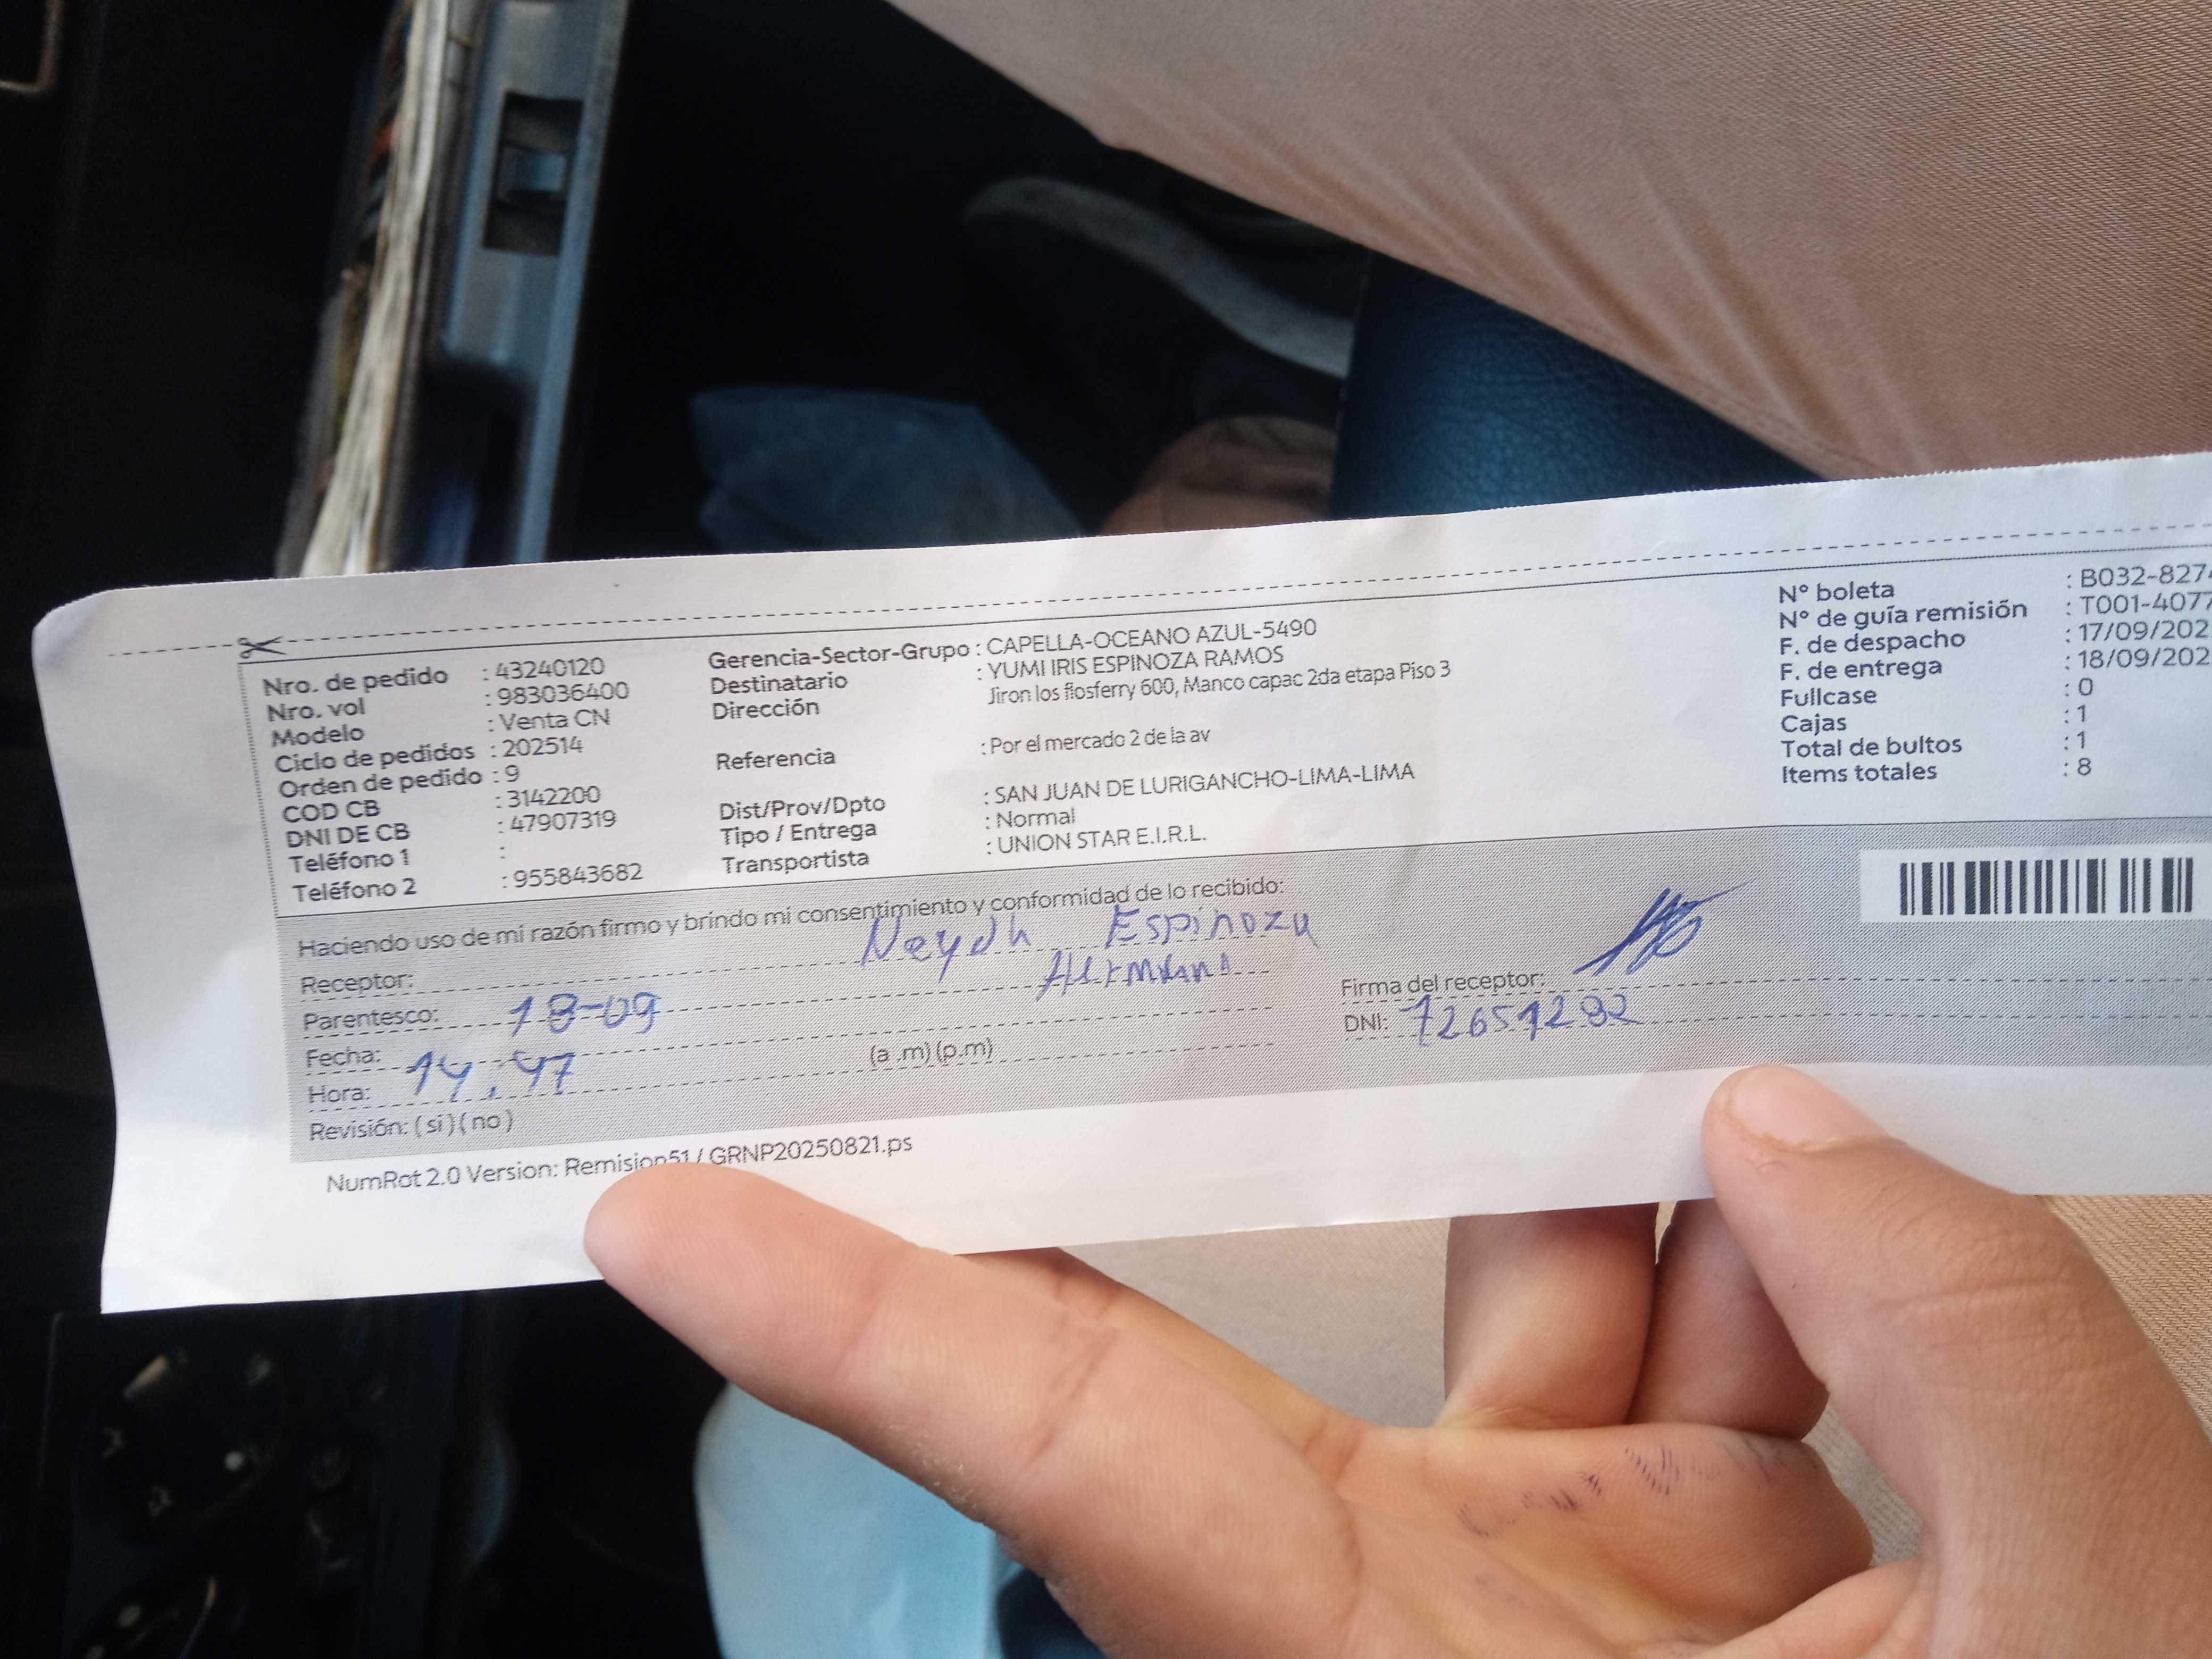 Nro. de pedido : 43240120
Nro. vol : 983036400
Modelo : Venta CN
Ciclo de pedidos : 202514
Orden de pedido : 9
COD CB : 3142200
DNI DE CB : 47907319
Teléfono 1 :
Teléfono 2 : 955843682
Gerencia-Sector-Grupo : CAPELLA-OCEANO AZUL-5490
Destinatario : YUMI IRIS ESPINOZA RAMOS
Dirección Jiron los flosferry 600, Manco capac 2da etapa Piso 3
Referencia : Por el mercado 2 de la av
Dist/Prov/Dpto : SAN JUAN DE LURIGANCHO-LIMA-LIMA
Tipo / Entrega : Normal
Transportista : UNION STAR E.I.R.L.
N° boleta : B032-827
N° de guía remisión : T001-4077
F. de despacho : 17/09/202
F. de entrega : 18/09/202
Fullcase : 0
Cajas : 1
Total de bultos : 1
Items totales : 8
Haciendo uso de mi razón firmo y brindo mi consentimiento y conformidad de lo recibido:
Receptor: Espinoza
Parentesco:
Fecha: 18-09
Hora: 14:47 (a .m) (p.m)
Revisión: ( si ) ( no )
Firma del receptor:
DNI: 72651292
NumRot 2.0 Version: Remision51 / GRNP20250821.ps